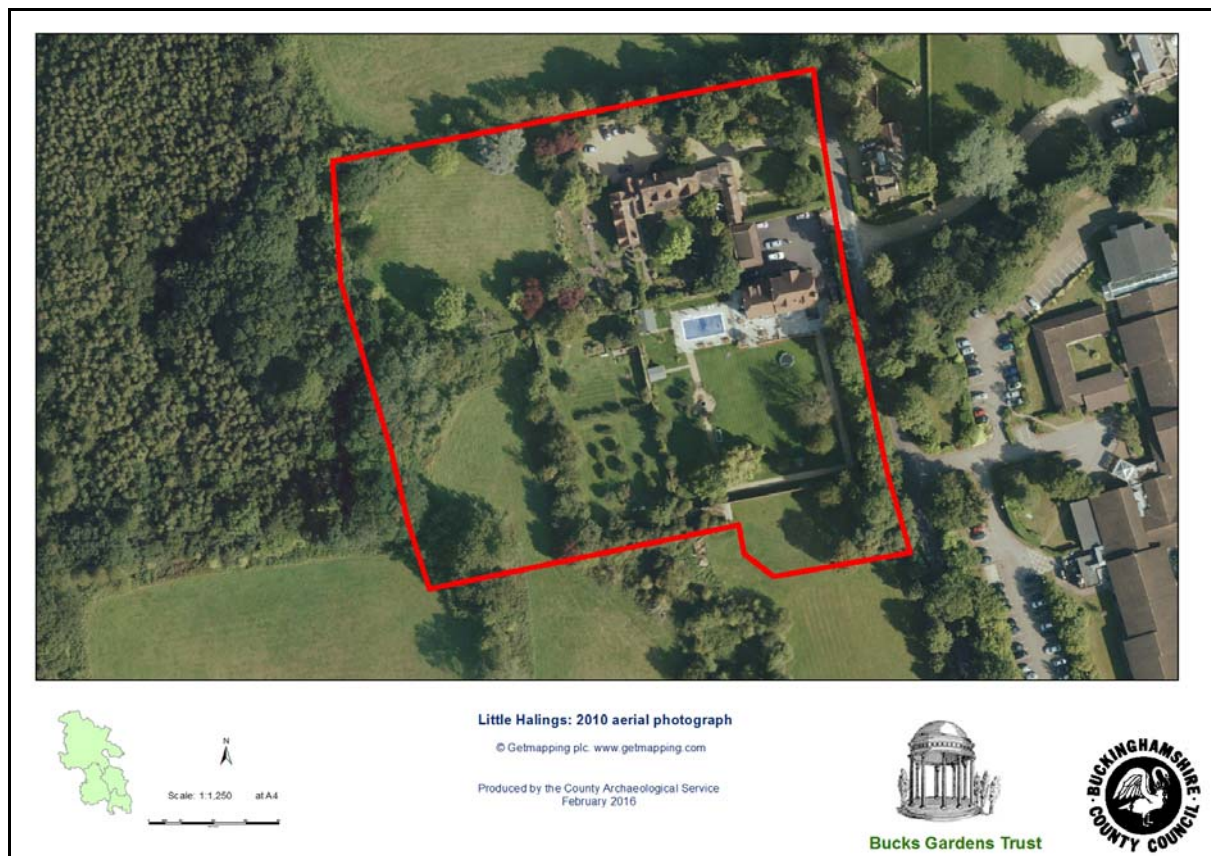 N
Scale: 1:1,250 at A4
Little Halings: 2010 aerial photograph
© Getmapping plc. www.getmapping.com
Produced by the County Archaeological Service
February 2016
Bucks Gardens Trust
BUCKINGHAMSHIRE
COUNTY COUNCIL